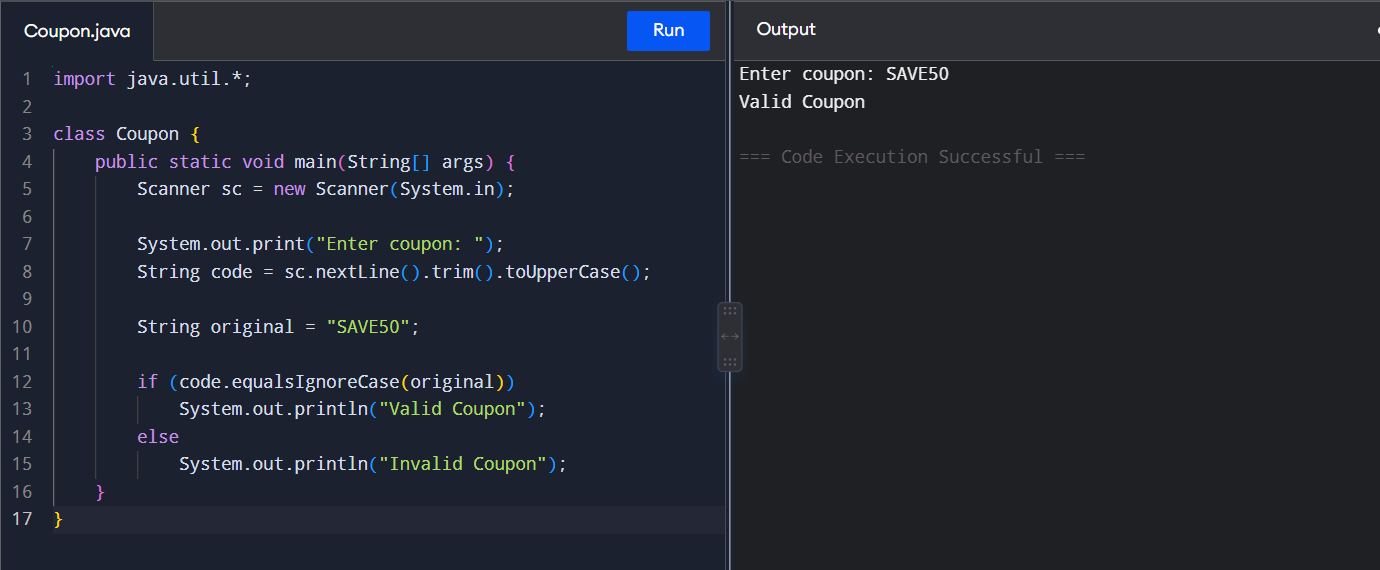 Coupon.java
Run
1 import java.util.*;
2
3 class Coupon {
4     public static void main(String[] args) {
5         Scanner sc = new Scanner(System.in);
6
7         System.out.print("Enter coupon: ");
8         String code = sc.nextLine().trim().toUpperCase();
9
10         String original = "SAVE50";
11
12         if (code.equalsIgnoreCase(original))
13             System.out.println("Valid Coupon");
14         else
15             System.out.println("Invalid Coupon");
16     }
17 }
Output
Enter coupon: SAVE50
Valid Coupon
=== Code Execution Successful ===